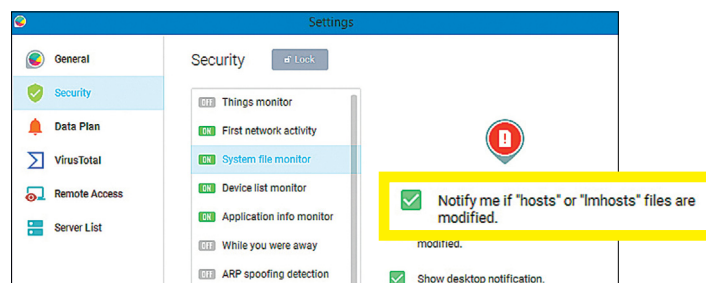 Settings
General
Security
Data Plan
VirusTotal
Remote Access
Server List
Security
Lock
OFF Things monitor
ON First network activity
ON System file monitor
ON Device list monitor
ON Application info monitor
OFF While you were away
OFF ARP spoofing detection
Notify me if "hosts" or "lmhosts" files are
modified.
modified.
Show desktop notification.